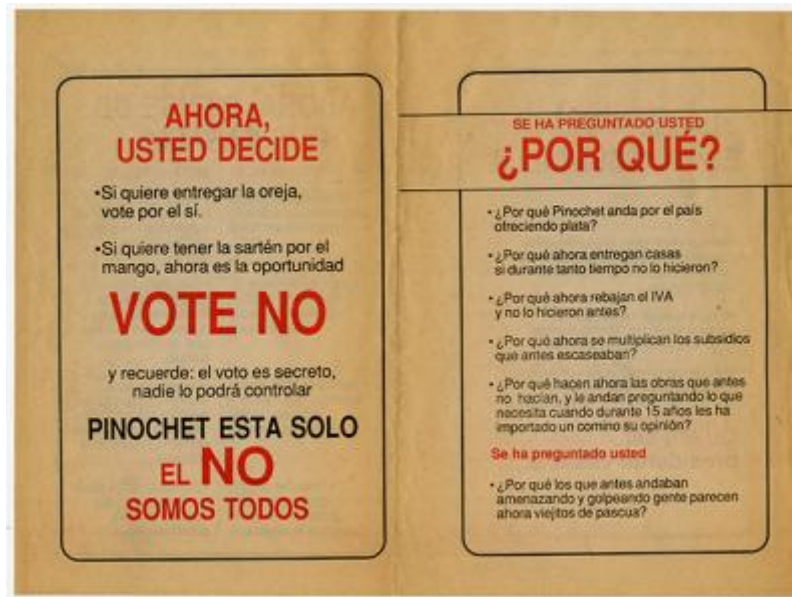 AHORA,
USTED DECIDE
•Si quiere entregar la oreja,
vote por el sí.
•Si quiere tener la sartén por el
mango, ahora es la oportunidad
VOTE NO
y recuerde: el voto es secreto,
nadie lo podrá controlar
PINOCHET ESTA SOLO
EL NO
SOMOS TODOS
SE HA PREGUNTADO USTED
¿POR QUÉ?
• ¿Por qué Pinochet anda por el país
ofreciendo plata?
• ¿Por qué ahora entregan casas
si durante tanto tiempo no lo hicieron?
• ¿Por qué ahora rebajan el IVA
y no lo hicieron antes?
• ¿Por qué ahora se multiplican los subsidios
que antes escaseaban?
• ¿Por qué hacen ahora las obras que antes
no hacían, y le andan preguntando lo que
necesita cuando durante 15 años les ha
importado un comino su opinión?
Se ha preguntado usted
• ¿Por qué los que antes andaban
amenazando y golpeando gente parecen
ahora viejitos de pascua?